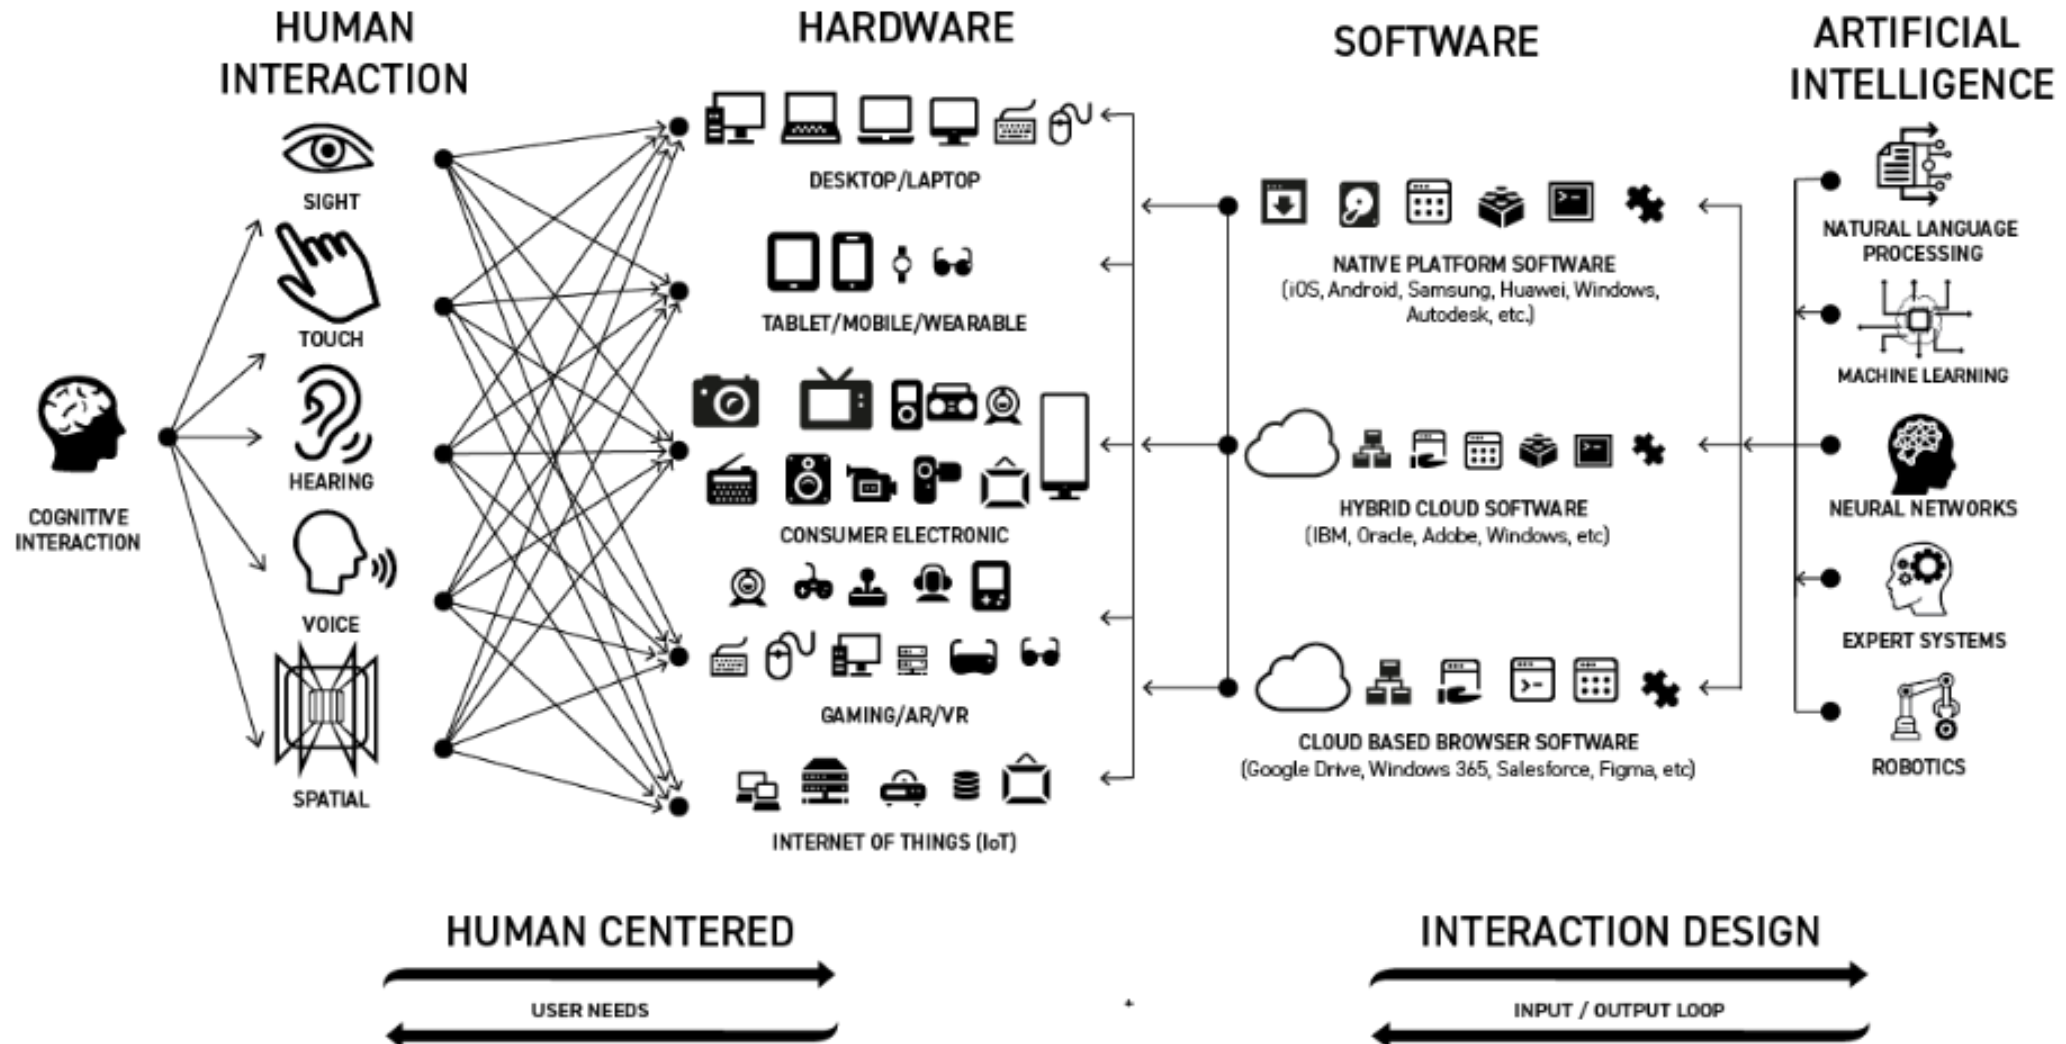 HUMAN
INTERACTION
HARDWARE
SOFTWARE
ARTIFICIAL
INTELLIGENCE
COGNITIVE
INTERACTION
SIGHT
TOUCH
HEARING
VOICE
SPATIAL
DESKTOP/LAPTOP
TABLET/MOBILE/WEARABLE
CONSUMER ELECTRONIC
GAMING/AR/VR
INTERNET OF THINGS (IoT)
NATIVE PLATFORM SOFTWARE
(iOS, Android, Samsung, Huawei, Windows,
Autodesk, etc.)
HYBRID CLOUD SOFTWARE
(IBM, Oracle, Adobe, Windows, etc)
CLOUD BASED BROWSER SOFTWARE
(Google Drive, Windows 365, Salesforce, Figma, etc)
NATURAL LANGUAGE
PROCESSING
MACHINE LEARNING
NEURAL NETWORKS
EXPERT SYSTEMS
ROBOTICS
HUMAN CENTERED
USER NEEDS
INTERACTION DESIGN
INPUT / OUTPUT LOOP